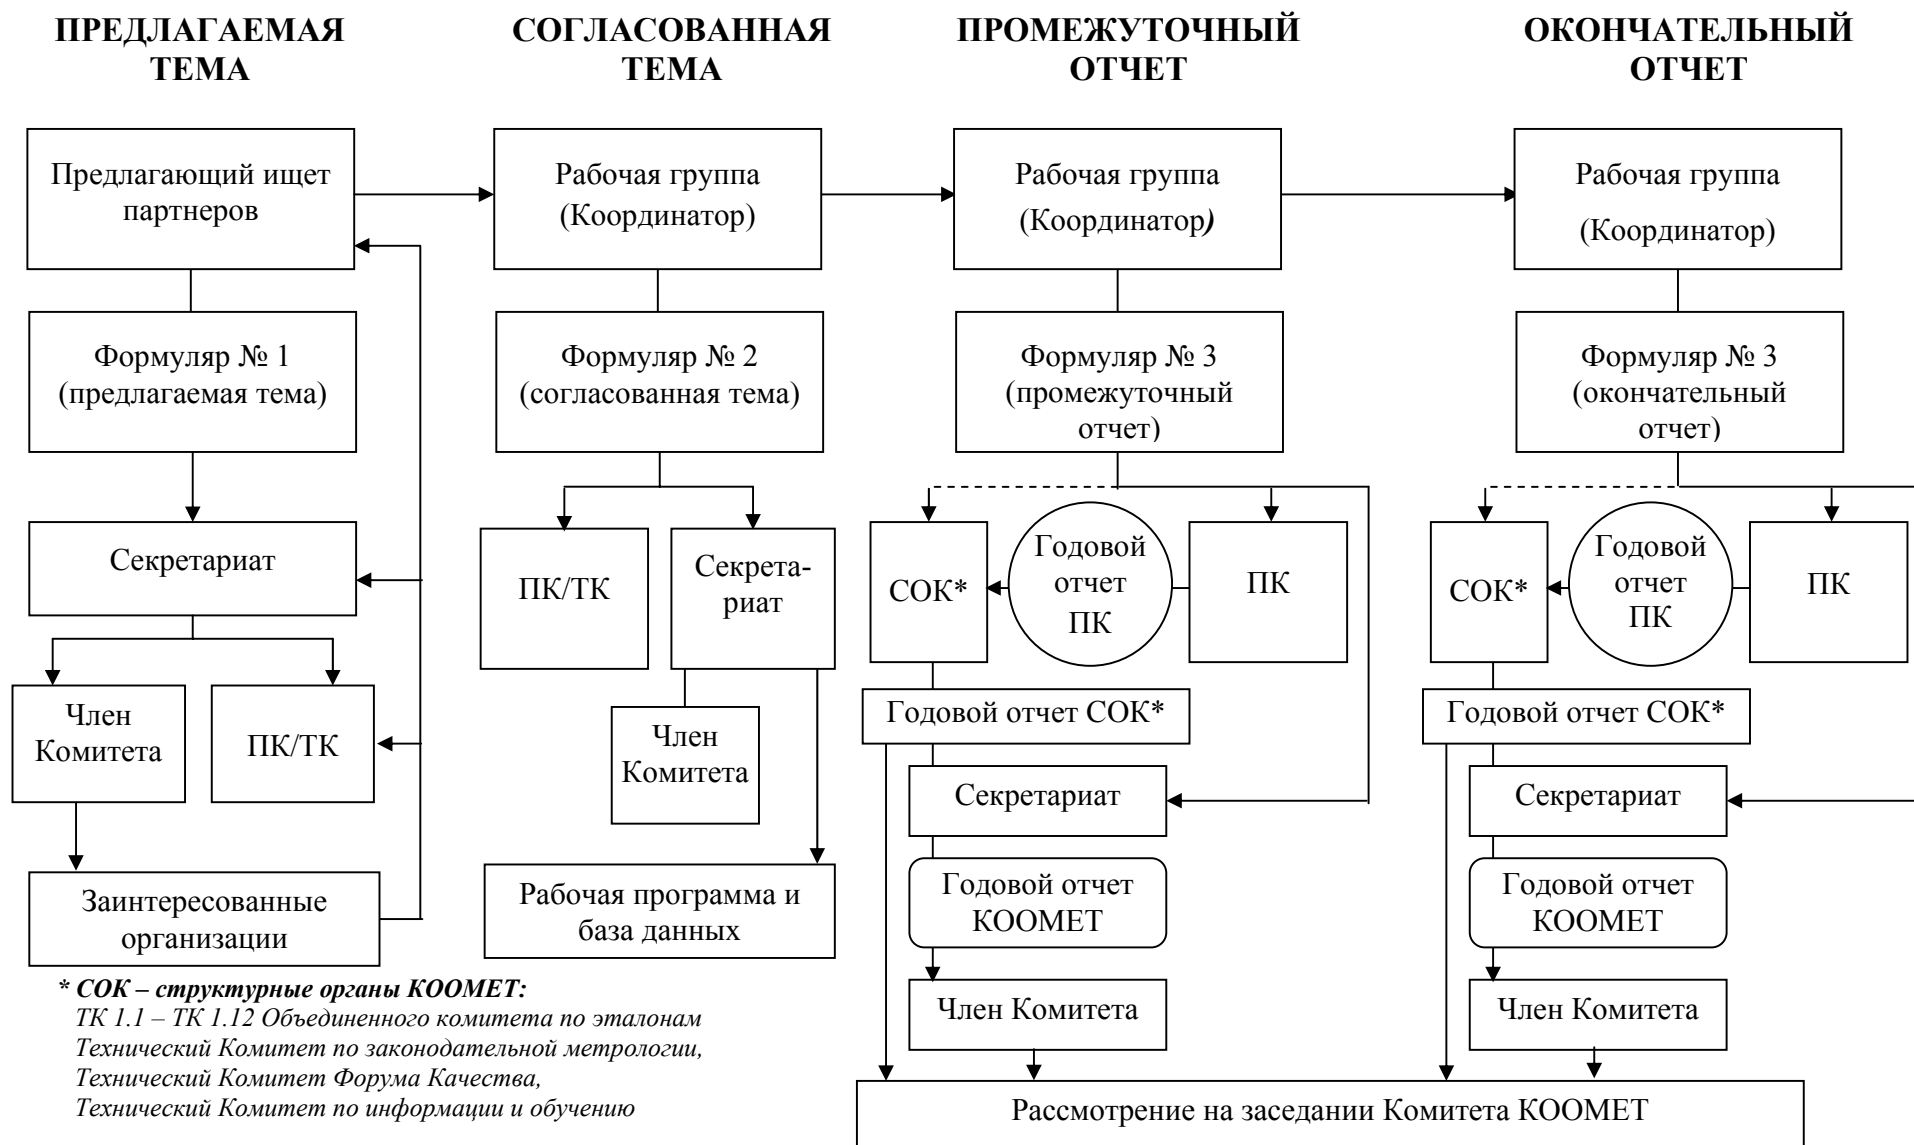 ПРЕДЛАГАЕМАЯ
ТЕМА
СОГЛАСОВАННАЯ
ТЕМА
ПРОМЕЖУТОЧНЫЙ
ОТЧЕТ
ОКОНЧАТЕЛЬНЫЙ
ОТЧЕТ
Предлагающий ищет
партнеров
Формуляр № 1
(предлагаемая тема)
Секретариат
Член
Комитета
ПК/ТК
Заинтересованные
организации
Рабочая группа
(Координатор)
Формуляр № 2
(согласованная тема)
ПК/ТК
Секрета-
риат
Член
Комитета
Рабочая программа и
база данных
Рабочая группа
(Координатор)
Формуляр № 3
(промежуточный
отчет)
СОК*
Годовой
отчет
ПК
ПК
Годовой отчет СОК*
Секретариат
Годовой отчет
КООМЕТ
Член Комитета
Рабочая группа
(Координатор)
Формуляр № 3
(окончательный
отчет)
СОК*
Годовой
отчет
ПК
ПК
Годовой отчет СОК*
Секретариат
Годовой отчет
КООМЕТ
Член Комитета
Рассмотрение на заседании Комитета КООМЕТ
* СОК – структурные органы КООМЕТ:
ТК 1.1 – ТК 1.12 Объединенного комитета по эталонам
Технический Комитет по законодательной метрологии,
Технический Комитет Форума Качества,
Технический Комитет по информации и обучению